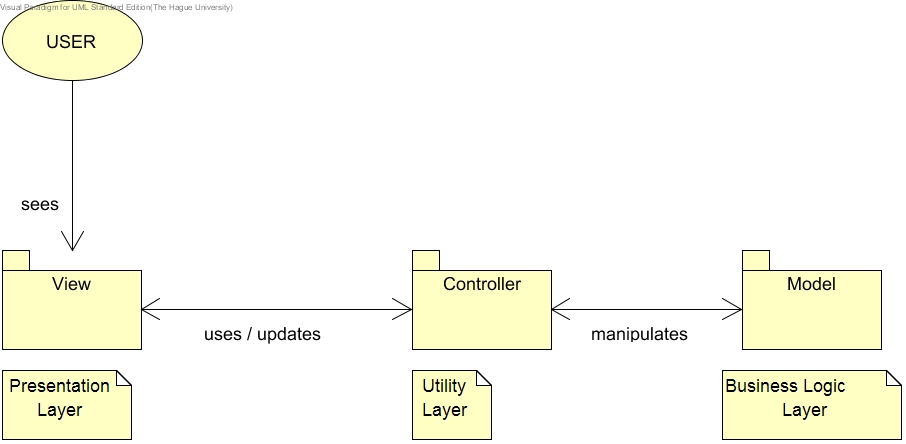 Visual Paradigm for UML Standard Edition(The Hague University)
USER
sees
View
Controller
Model
uses / updates
manipulates
Presentation
Layer
Utility
Layer
Business Logic
Layer